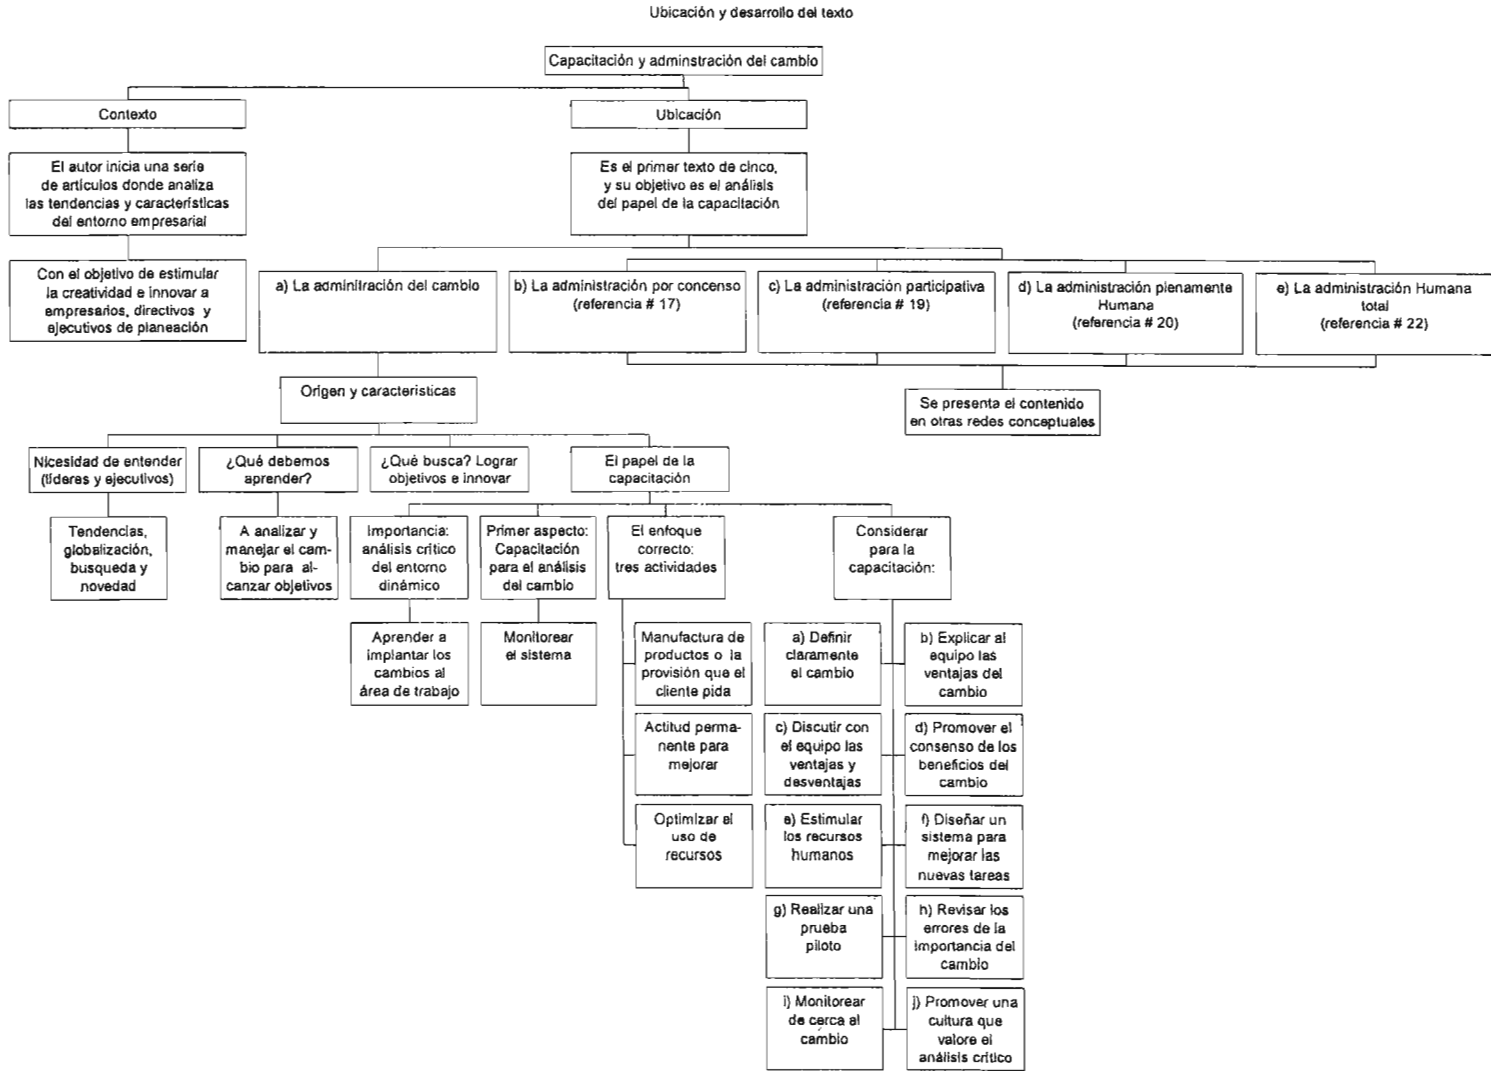 Ubicación y desarrollo del texto
Capacitación y adminstración del cambio
Contexto
Ubicación
El autor inicia una serie
de artículos donde analiza
las tendencias y características
del entorno empresarial
Es el primer texto de cinco,
y su objetivo es el análisis
del papel de la capacitación
Con el objetivo de estimular
la creatividad e innovar a
empresarios, directivos y
ejecutivos de planeación
a) La adminitración del cambio
b) La administración por concenso
(referencia # 17)
c) La administración participativa
(referencia # 19)
d) La administración plenamente
Humana
(referencia # 20)
e) La administración Humana
total
(referencia # 22)
Origen y características
Se presenta el contenido
en otras redes conceptuales
Nicesidad de entender
(líderes y ejecutivos)
¿Qué debemos
aprender?
¿Qué busca? Lograr
objetivos e innovar
El papel de la
capacitación
Tendencias,
globalización,
busqueda y
novedad
A analizar y
manejar el cam-
bio para al-
canzar objetivos
Importancia:
análisis crítico
del entorno
dinámico
Primer aspecto:
Capacitación
para el análisis
del cambio
El enfoque
correcto:
tres actividades
Considerar
para la
capacitación:
Aprender a
implantar los
cambios al
área de trabajo
Monitorear
el sistema
Manufactura de
productos o la
provisión que el
cliente pida
a) Definir
claramente
el cambio
b) Explicar al
equipo las
ventajas del
cambio
Actitud perma-
nente para
mejorar
c) Discutir con
el equipo las
ventajas y
desventajas
d) Promover el
consenso de los
beneficios del
cambio
Optimizar el
uso de
recursos
e) Estimular
los recursos
humanos
f) Diseñar un
sistema para
mejorar las
nuevas tareas
g) Realizar una
prueba
piloto
h) Revisar los
errores de la
importancia del
cambio
i) Monitorear
de cerca el
cambio
j) Promover una
cultura que
valore el
análisis crítico